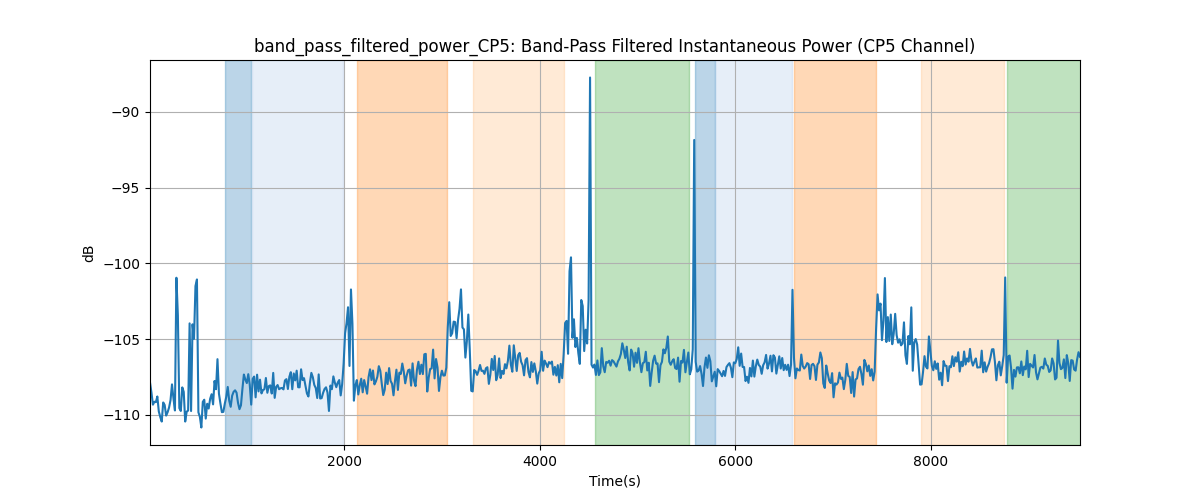 band_pass_filtered_power_CP5: Band-Pass Filtered Instantaneous Power (CP5 Channel)
−90
−95
−100
−105
−110
dB
2000 4000 6000 8000
Time(s)